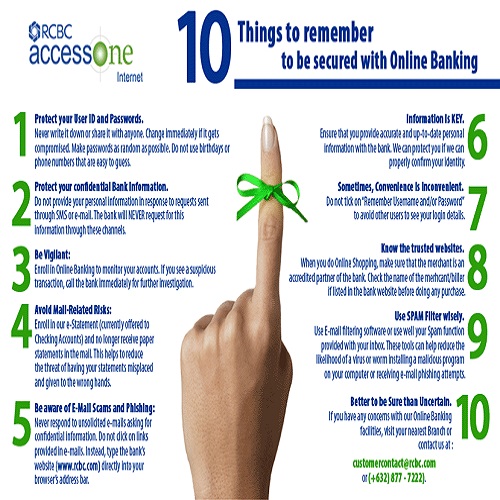 RCBC
accessOne
Internet
10 Things to remember
to be secured with Online Banking
1
Protect your User ID and Passwords.
Never write it down or share it with anyone. Change immediately if it gets
compromised. Make passwords as random as possible. Do not use birthdays or
phone numbers that are easy to guess.
2
Protect your confidential Bank Information.
Do not provide your personal information in response to requests sent
through SMS or e-mail. The bank will NEVER request for this
information through these channels.
3
Be Vigilant:
Enroll in Online Banking to monitor your accounts. If you see a suspicious
transaction, call the bank immediately for further investigation.
4
Avoid Mail-Related Risks:
Enroll in our e-Statement (currently offered to
Checking Accounts) and no longer receive paper
statements in the mail. This helps to reduce
the threat of having your statements misplaced
and given to the wrong hands.
5
Be aware of E-Mail Scams and Phishing:
Never respond to unsolicited e-mails asking for
confidential information. Do not click on links
provided in e-mails. Instead, type the bank's
website (www.rcbc.com) directly into your
browser's address bar.
6
Information is KEY.
Ensure that you provide accurate and up-to-date personal
information with the bank. We can protect you if we can
properly confirm your identity.
7
Sometimes, Convenience is Inconvenient.
Do not tick on "Remember Username and/or Password"
to avoid other users to see your login details.
8
Know the trusted websites.
When you do Online Shopping, make sure that the merchant is an
accredited partner of the bank. Check the name of the merhcant/biller
if listed in the bank website before doing any purchase.
9
Use SPAM Filter wisely.
Use E-mail filtering software or use well your Spam function
provided with your inbox. These tools can help reduce the
likelihood of a virus or worm installing a malicious program
on your computer or receiving e-mail phishing attempts.
10
Better to be Sure than Uncertain.
If you have any concerns with our Online Banking
facilities, visit your nearest Branch or
contact us at :
customercontact@rcbc.com
or (+632) 877 - 7222).